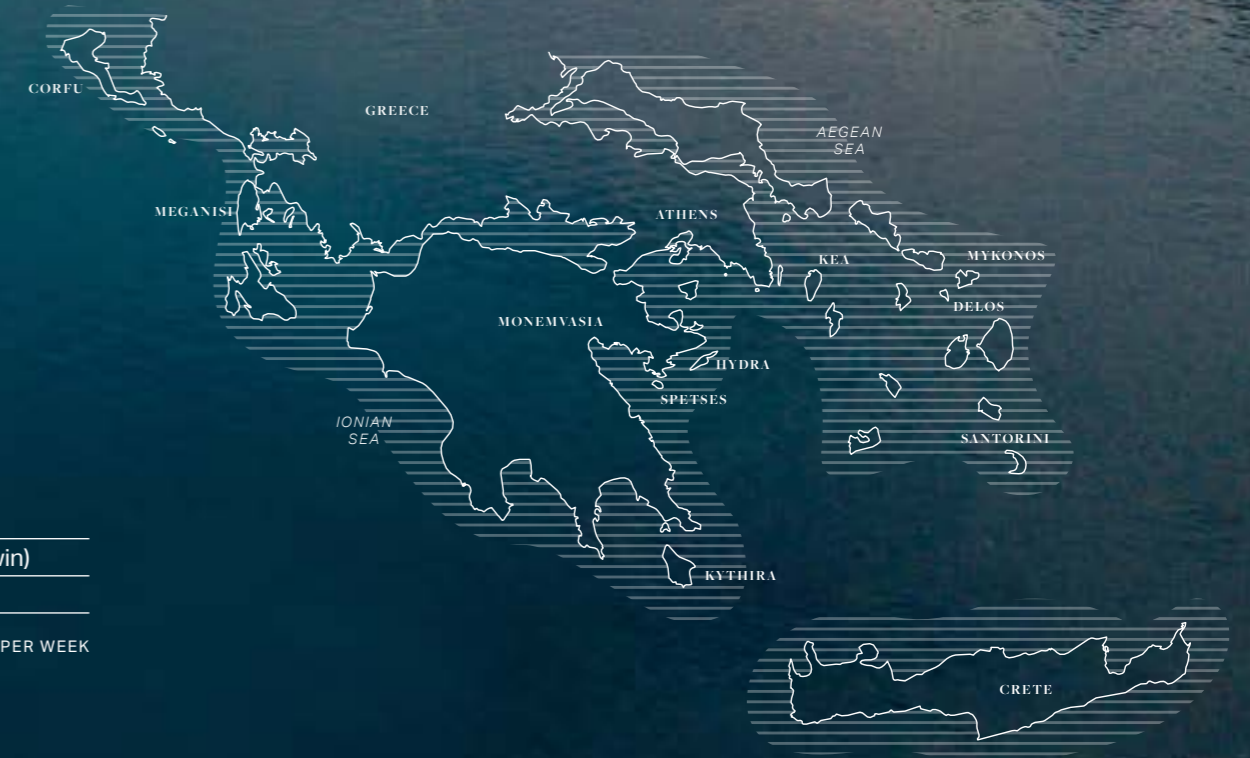 CORFU
GREECE
AEGEAN
SEA
MEGANISI
ATHENS
KEA
MYKONOS
DELOS
MONEMVASIA
HYDRA
SPETSES
IONIAN
SEA
SANTORINI
win)
KYTHIRA
PER WEEK
CRETE